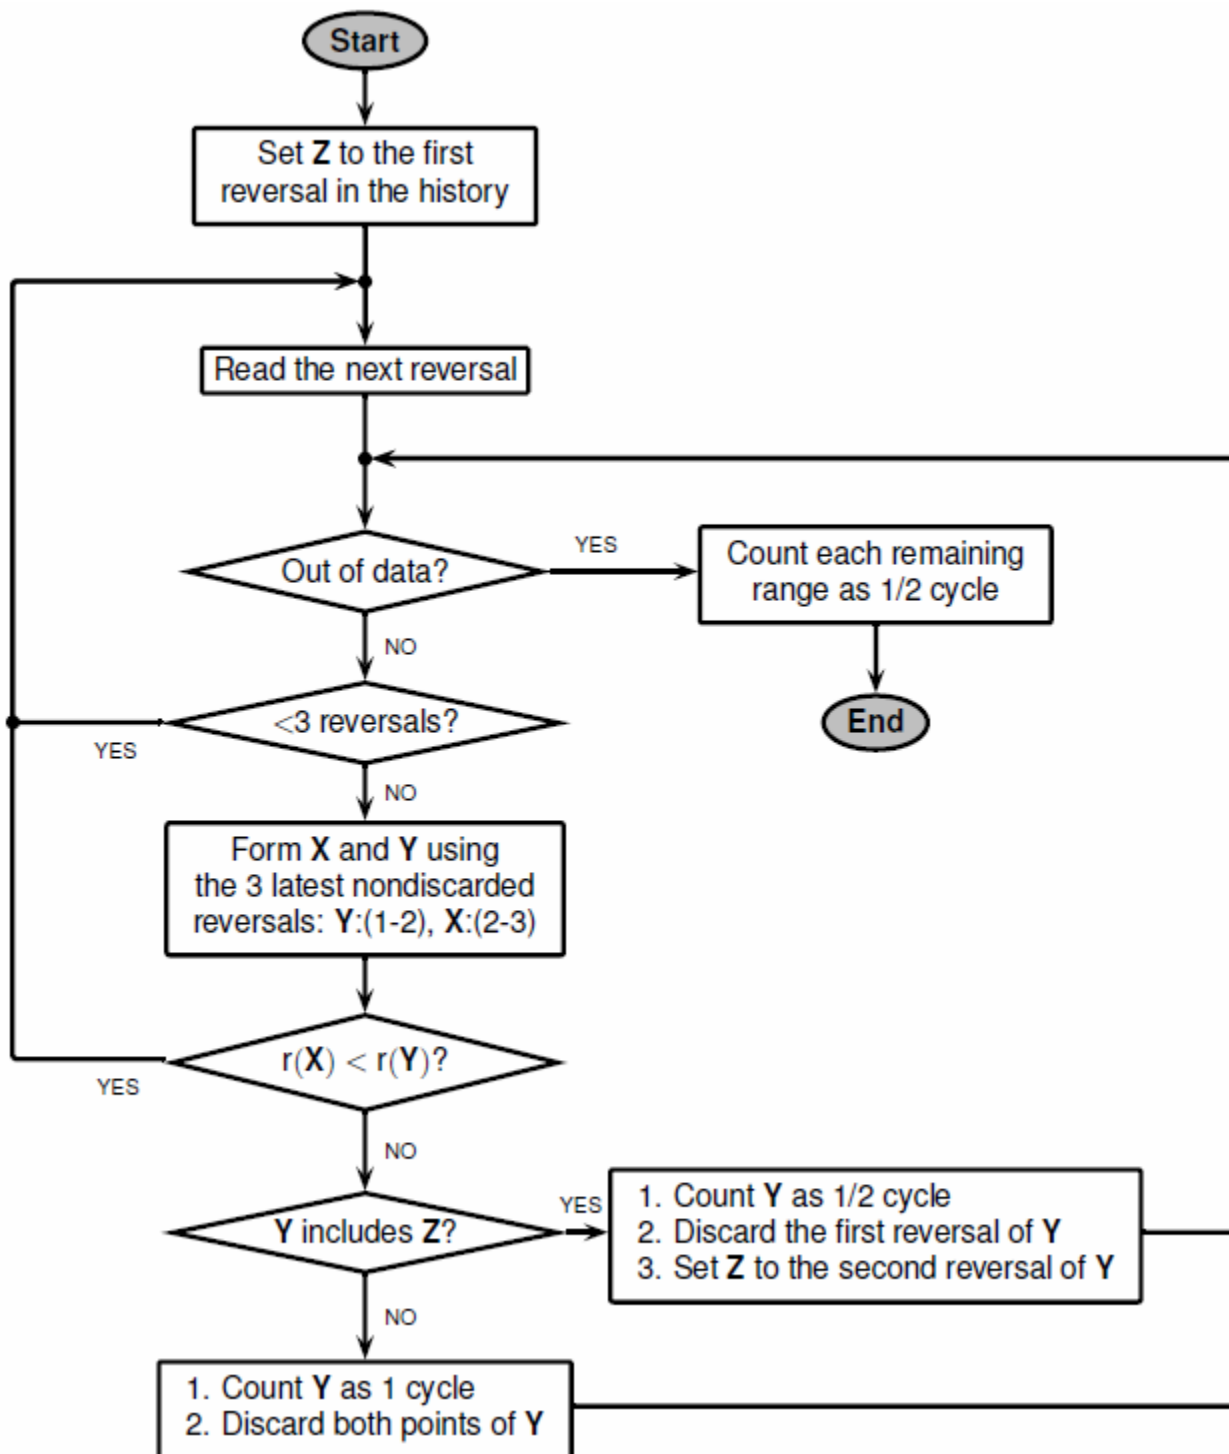 Start
Set Z to the first
reversal in the history
Read the next reversal
Out of data?
YES
Count each remaining
range as 1/2 cycle
NO
<3 reversals?
YES
End
NO
Form X and Y using
the 3 latest nondiscarded
reversals: Y:(1-2), X:(2-3)
r(X) < r(Y)?
YES
NO
Y includes Z?
YES
1. Count Y as 1/2 cycle
2. Discard the first reversal of Y
3. Set Z to the second reversal of Y
NO
1. Count Y as 1 cycle
2. Discard both points of Y